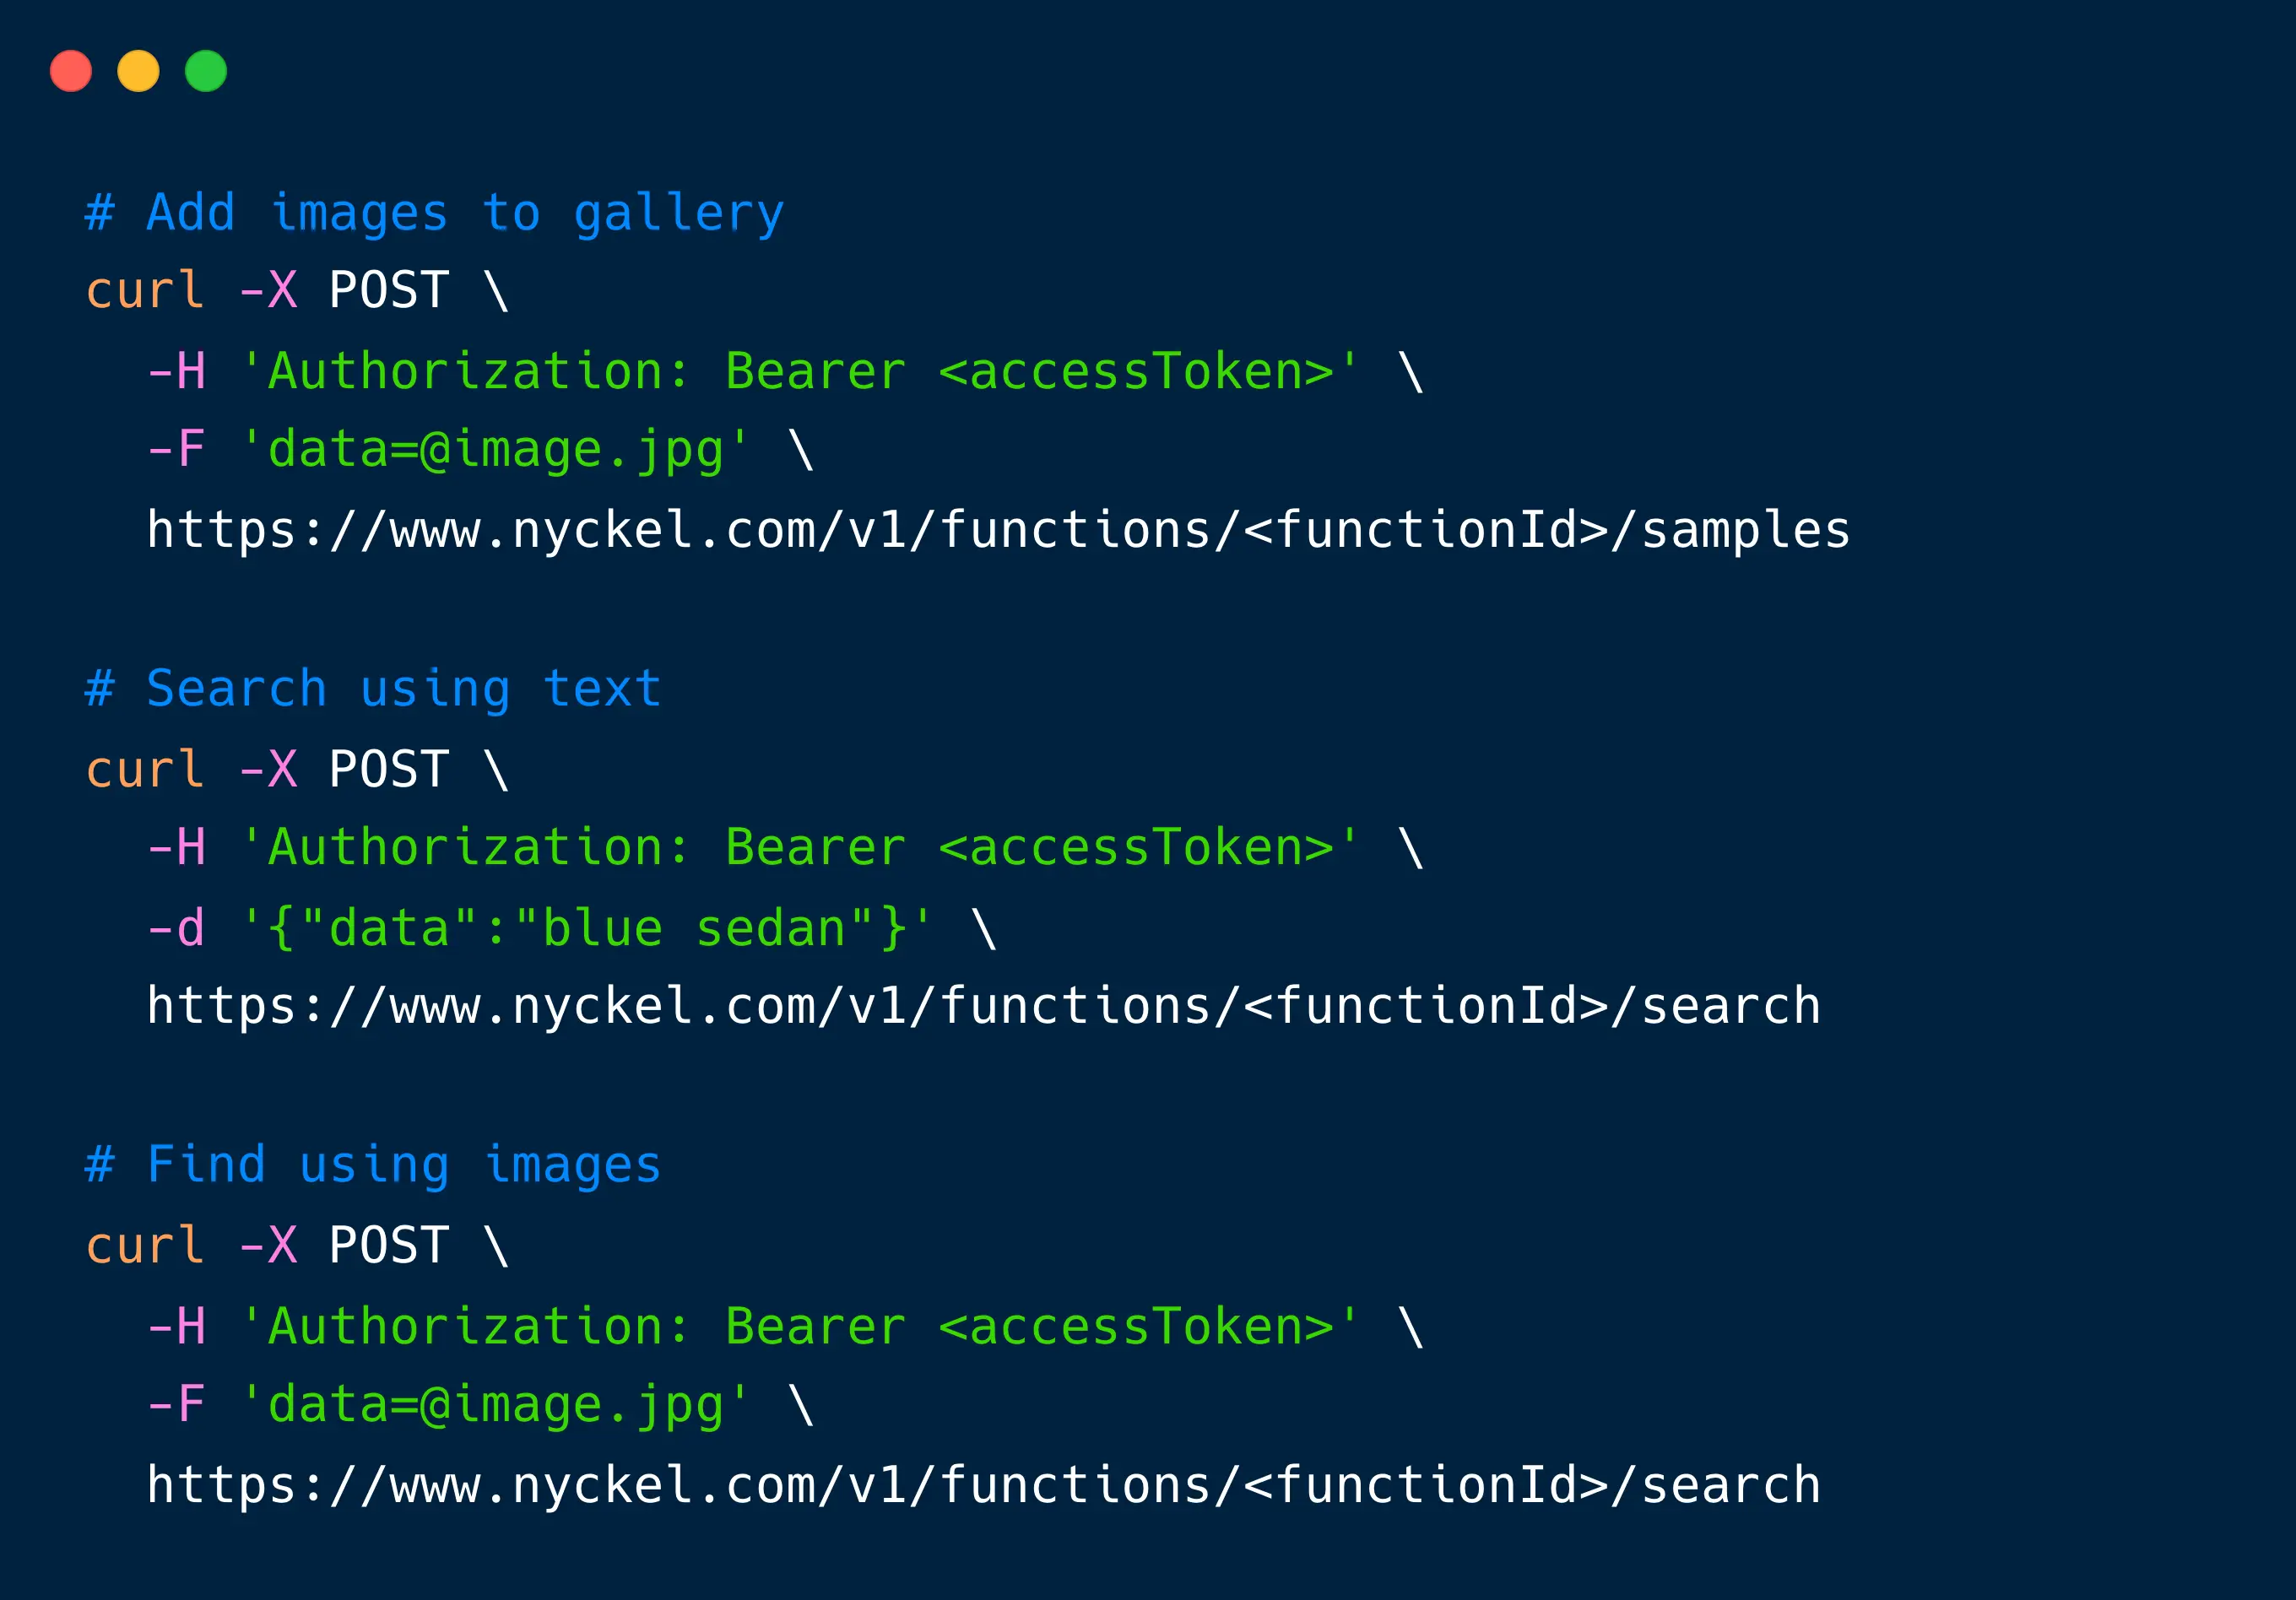 # Add images to gallery
curl -X POST \
  -H 'Authorization: Bearer <accessToken>' \
  -F 'data=@image.jpg' \
  https://www.nyckel.com/v1/functions/<functionId>/samples

# Search using text
curl -X POST \
  -H 'Authorization: Bearer <accessToken>' \
  -d '{"data":"blue sedan"}' \
  https://www.nyckel.com/v1/functions/<functionId>/search

# Find using images
curl -X POST \
  -H 'Authorization: Bearer <accessToken>' \
  -F 'data=@image.jpg' \
  https://www.nyckel.com/v1/functions/<functionId>/search